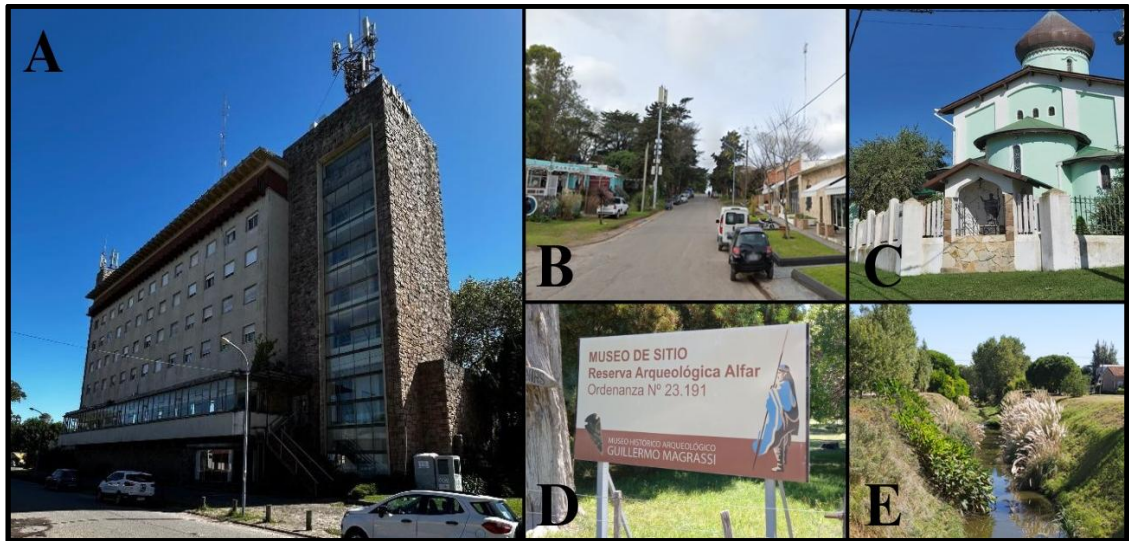 A
B
C
D
MUSEO DE SITIO
Reserva Arqueológica Alfar
Ordenanza Nº 23.191
MUSEO HISTÓRICO ARQUEOLÓGICO
GUILLERMO MAGRASSI
E